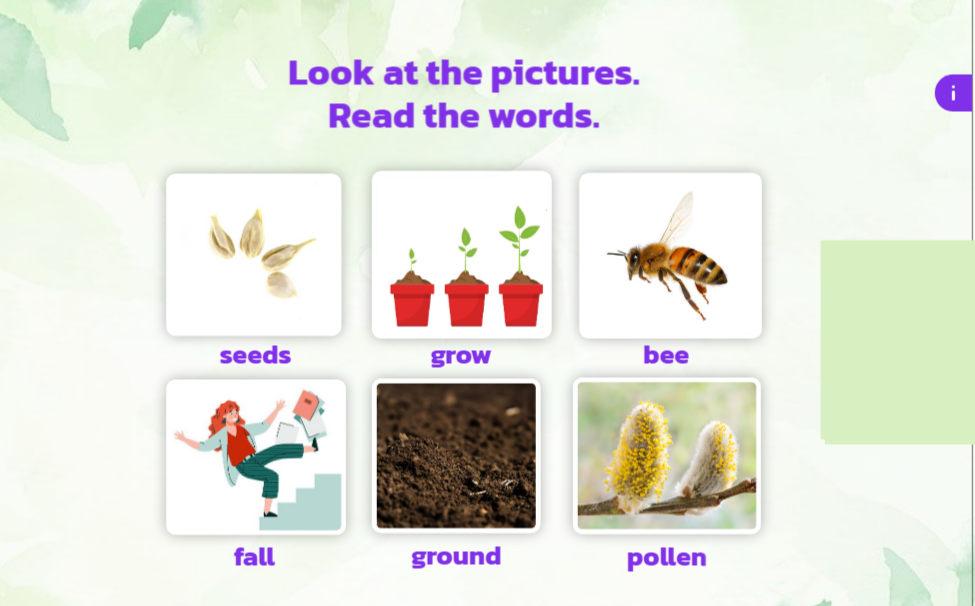 Look at the pictures.
Read the words.
i
seeds
grow
bee
fall
ground
pollen